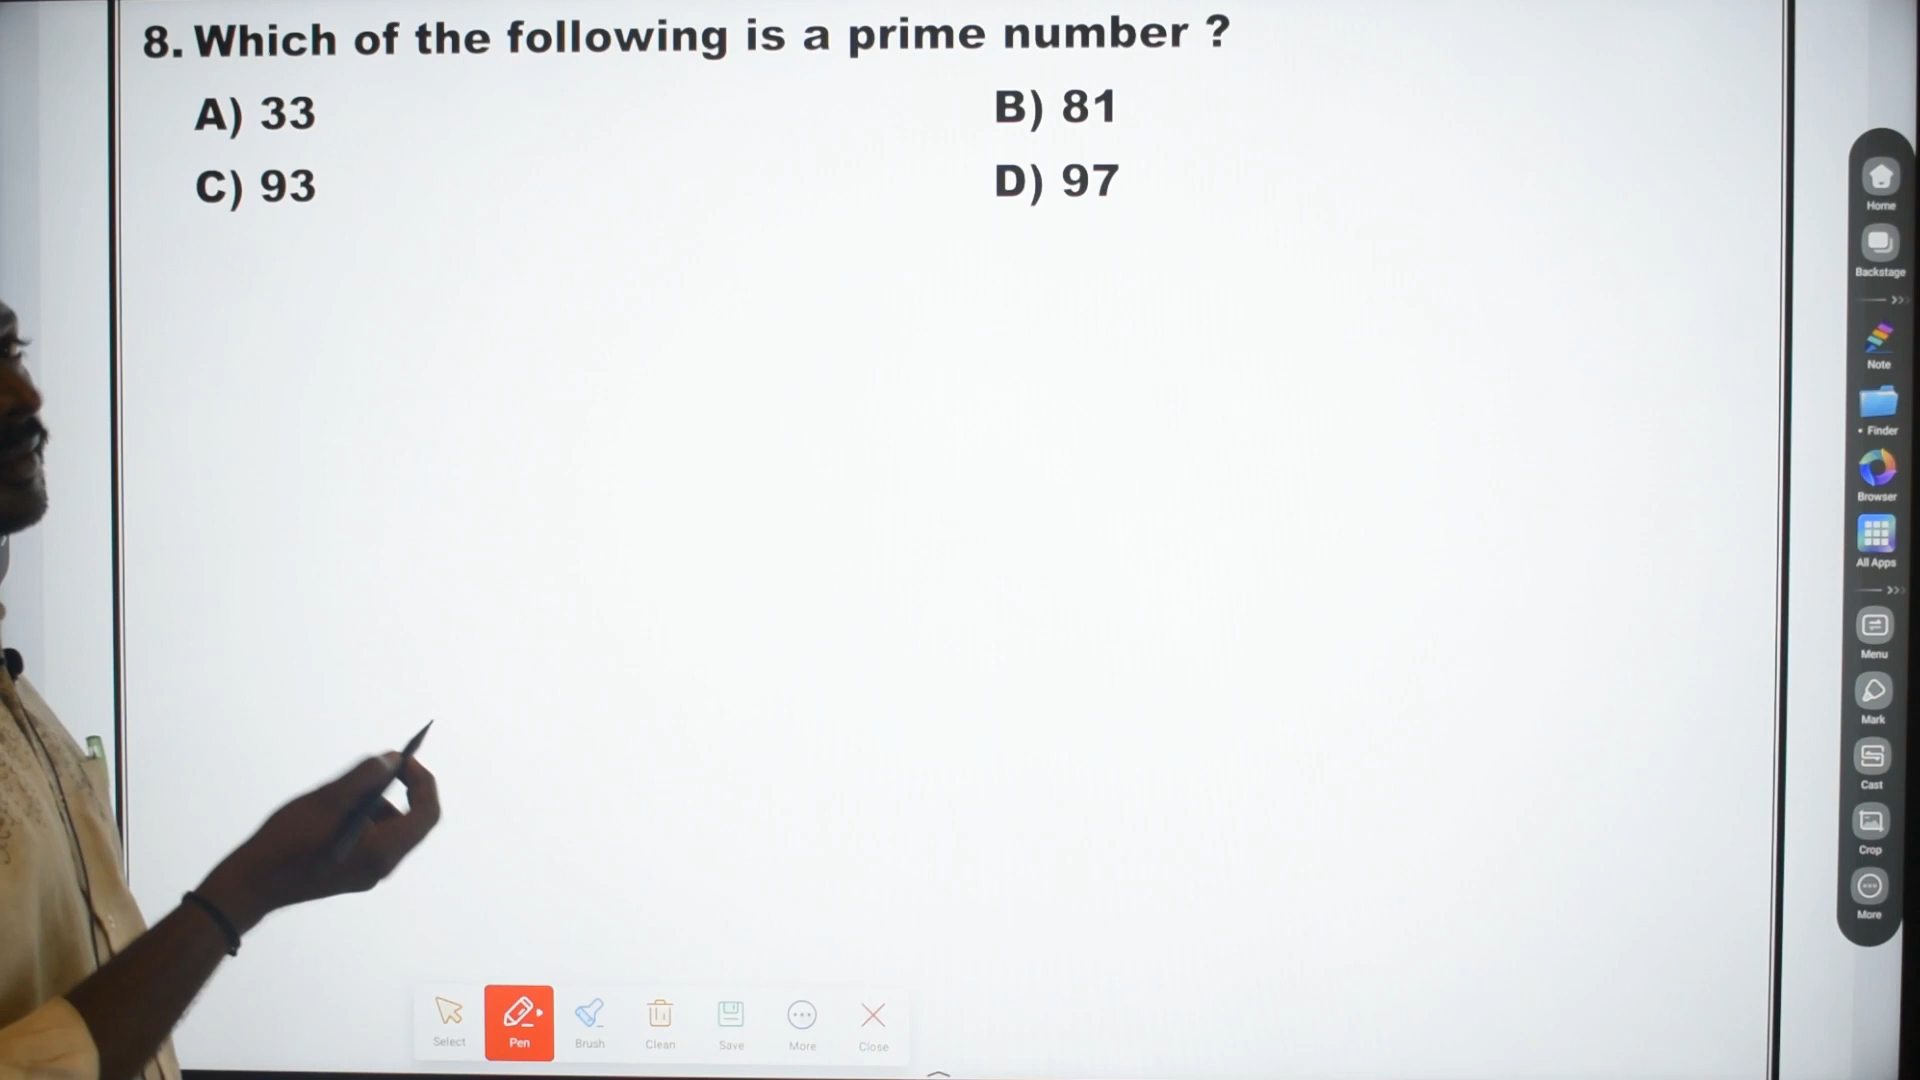 8. Which of the following is a prime number ?
A) 33
B) 81
C) 93
D) 97
Home
Backstage
Note
• Finder
Browser
All Apps
Menu
Mark
Cast
Crop
More
Select
Pen
Brush
Clean
Save
More
Close